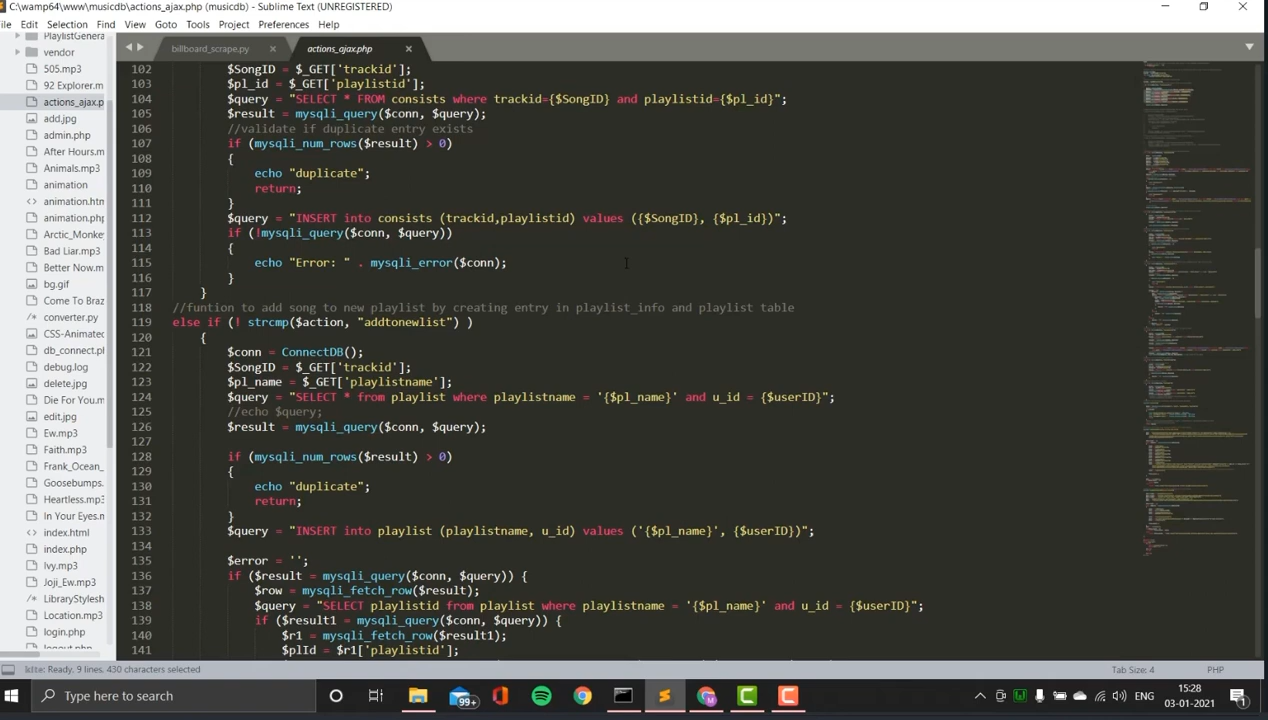 C:\wamp64\www\musicdb\actions_ajax.php (musicdb) - Sublime Text (UNREGISTERED)
File Edit Selection Find View Goto Tools Project Preferences Help
billboard_scrape.py
actions_ajax.php
PlaylistGenera
vendor
505.mp3
92 Explorer.m
actions_ajax.p
add.jpg
admin.php
After Hours.m
Animals.mp3
animation
animation.htm
animation.php
Arctic_Monkey
Bad Liar.mp3
Better Now.m
bg.gif
Come To Braz
converter.py
CSS-Animated
db_connect.pl
debug.log
delete.jpg
Die For You.m
edit.jpg
Ew.mp3
Faith.mp3
Frank_Ocean_
Goosebumps.
Heartless.mp3
In Your Eyes.m
index.html
index.php
Ivy.mp3
Joji_Ew.mp3
LibraryStylesh
Location.mp3
login.php
102 $SongID = $_GET['trackid'];
103 $pl_id = $_GET['playlistid'];
104 $query = "SELECT * FROM consists where trackid={$SongID} and playlistid={$pl_id}";
105 $result = mysqli_query($conn, $query);
106 //validate if duplicate entry exists
107 if (mysqli_num_rows($result) > 0)
108 {
109 echo "duplicate";
110 return;
111 }
112 $query = "INSERT into consists (trackid,playlistid) values ({$SongID}, {$pl_id})";
113 if (!mysqli_query($conn, $query))
114 {
115 echo "Error: " . mysqli_error($conn);
116 }
117 }
118 //funtion to add song to new playlist by creating entry in playlist_info and playlist table
119 else if (! strcmp($action, "addtonewlist") )
120 {
121 $conn = ConnectDB();
122 $SongID = $_GET['trackid'];
123 $pl_name = $_GET['playlistname'];
124 $query = "SELECT * from playlist where playlistname = '{$pl_name}' and u_id = {$userID}";
125 //echo $query;
126 $result = mysqli_query($conn, $query);
127
128 if (mysqli_num_rows($result) > 0)
129 {
130 echo "duplicate";
131 return;
132 }
133 $query = "INSERT into playlist (playlistname, u_id) values ('{$pl_name}', {$userID})";
134
135 $error = '';
136 if ($result = mysqli_query($conn, $query)) {
137 $row = mysqli_fetch_row($result);
138 $query = "SELECT playlistid from playlist where playlistname = '{$pl_name}' and u_id = {$userID}";
139 if ($result1 = mysqli_query($conn, $query)) {
140 $r1 = mysqli_fetch_row($result1);
141 $plId = $r1['playlistid'];
Ready. 9 lines, 430 characters selected
Tab Size: 4
PHP
Type here to search
99+
ENG
15:28
03-01-2021
1